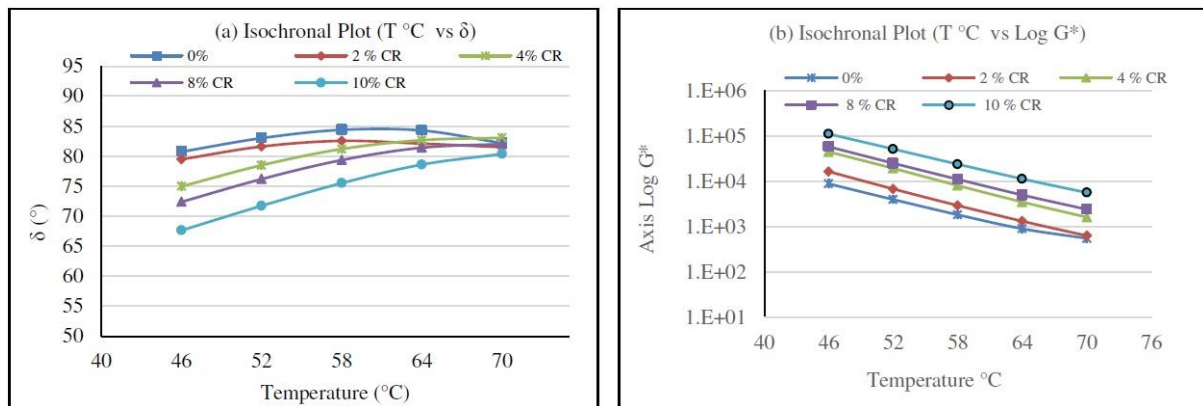 (a) Isochronal Plot (T °C vs δ)
0%
2 % CR
4% CR
8% CR
10% CR
95
90
85
80
75
70
65
60
55
50
δ (°)
40
46
52
58
64
70
Temperature (°C)
(b) Isochronal Plot (T °C vs Log G*)
0%
2 % CR
4 % CR
8 % CR
10 % CR
1.E+06
1.E+05
1.E+04
1.E+03
1.E+02
1.E+01
Axis Log G*
40
46
52
58
64
70
76
Temperature °C